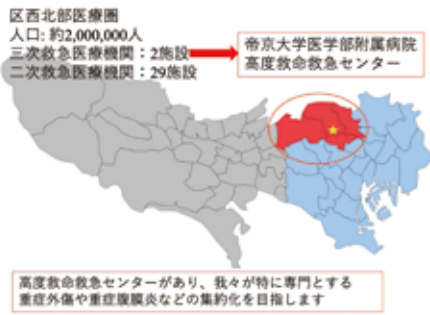 区西北部医療圏
人口: 約2,000,000人
三次救急医療機関：2施設
二次救急医療機関：29施設
帝京大学医学部附属病院
高度救命救急センター
高度救命救急センターがあり、我々が特に専門とする
重症外傷や重症腹膜炎などの集約化を目指します